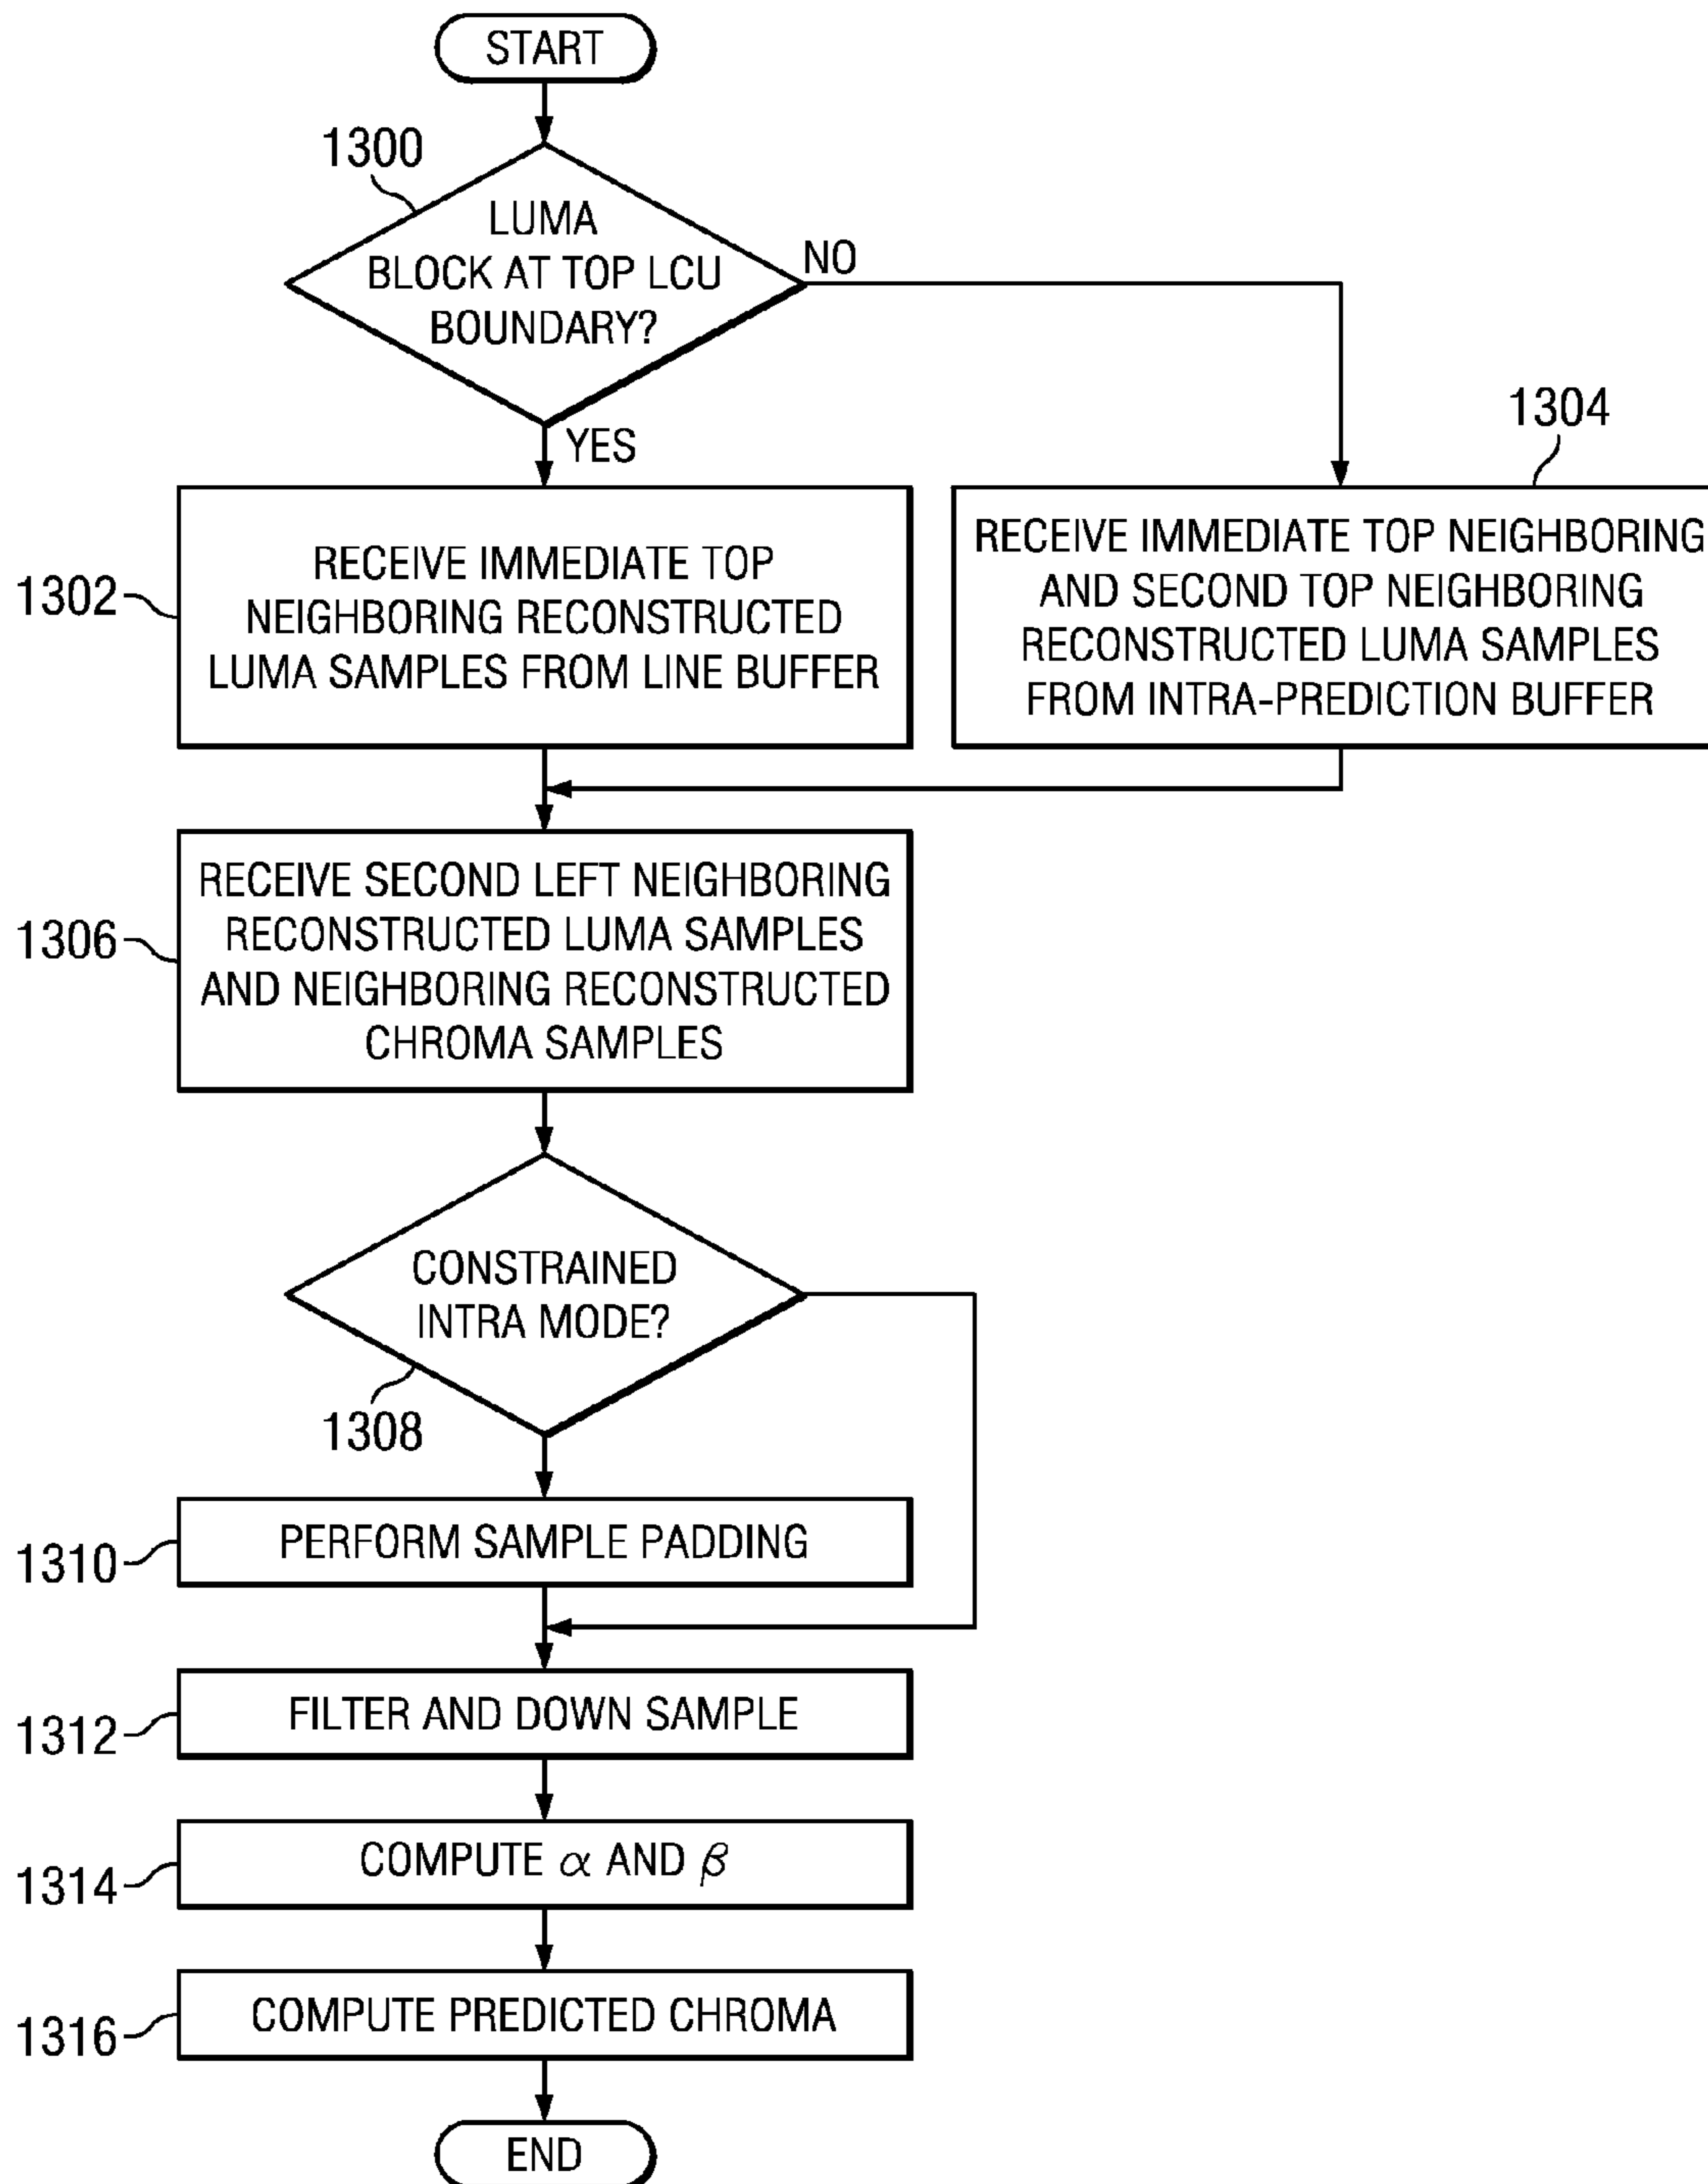 START
1300
LUMA
BLOCK AT TOP LCU
BOUNDARY?
NO
YES
1304
1302
RECEIVE IMMEDIATE TOP
NEIGHBORING RECONSTRUCTED
LUMA SAMPLES FROM LINE BUFFER
RECEIVE IMMEDIATE TOP NEIGHBORING
AND SECOND TOP NEIGHBORING
RECONSTRUCTED LUMA SAMPLES
FROM INTRA-PREDICTION BUFFER
1306
RECEIVE SECOND LEFT NEIGHBORING
RECONSTRUCTED LUMA SAMPLES
AND NEIGHBORING RECONSTRUCTED
CHROMA SAMPLES
CONSTRAINED
INTRA MODE?
1308
1310
PERFORM SAMPLE PADDING
1312
FILTER AND DOWN SAMPLE
1314
COMPUTE α AND β
1316
COMPUTE PREDICTED CHROMA
END